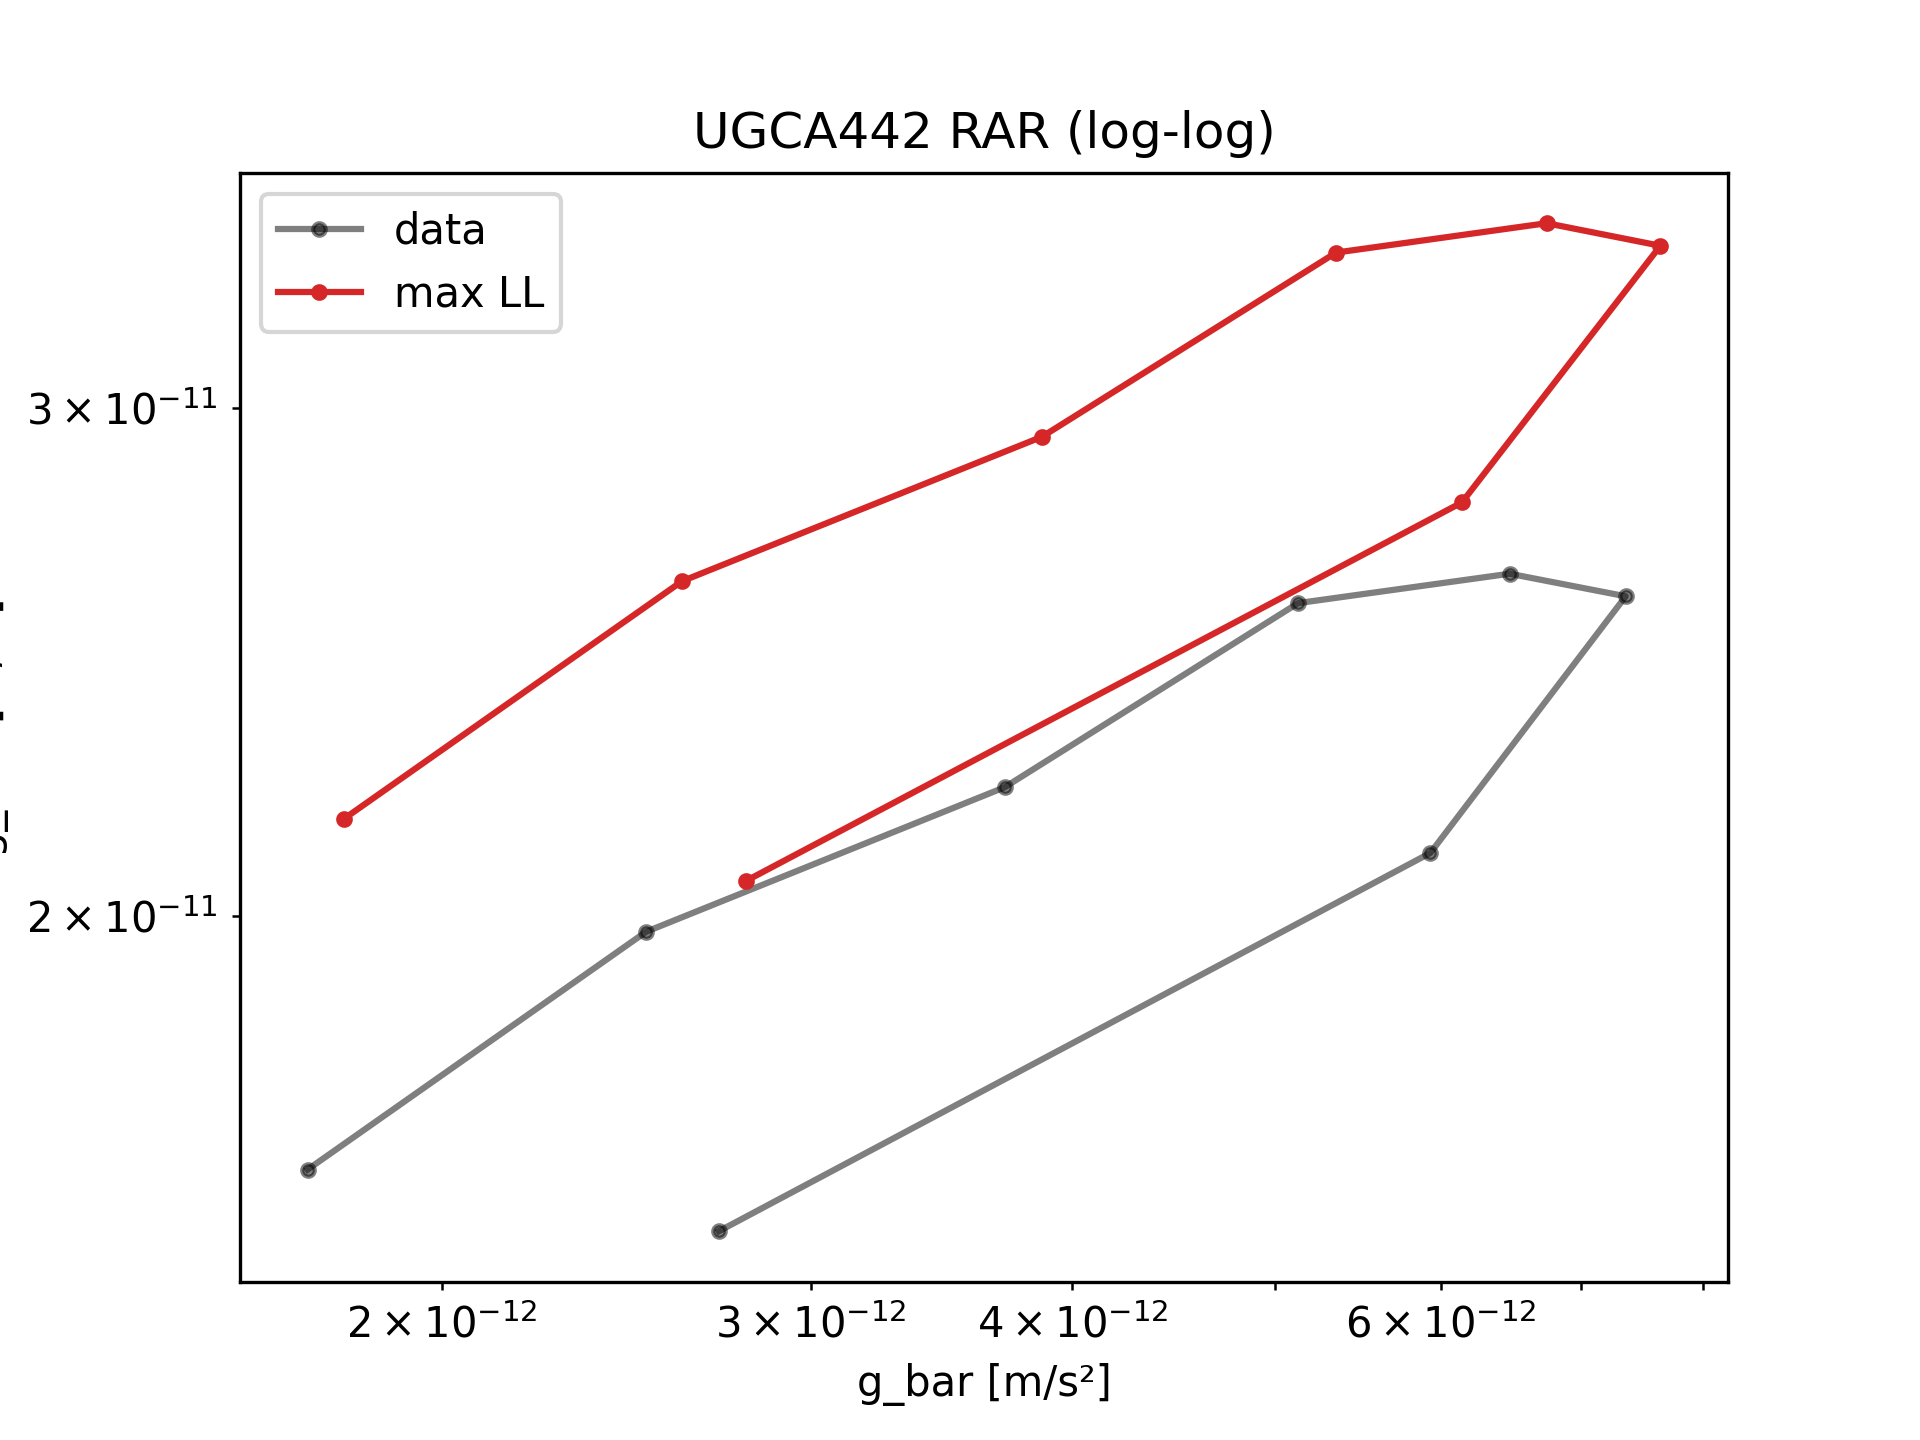 UGCA442 RAR (log-log)
data
max LL
3 × 10⁻¹¹
2 × 10⁻¹¹
2 × 10⁻¹² 3 × 10⁻¹² 4 × 10⁻¹² 6 × 10⁻¹²
g_bar [m/s²]